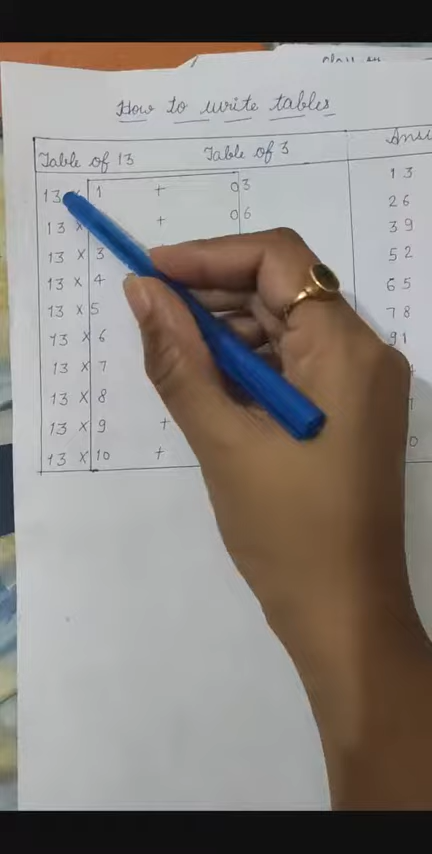 How to write tables
Table of 13 Table of 3
13 1 + 03 13
13 × + 06 26
13 × 3 39
13 × 4 52
13 × 5 65
13 × 6 78
13 × 7 91
13 × 8
13 × 9 +
13 × 10 + 0